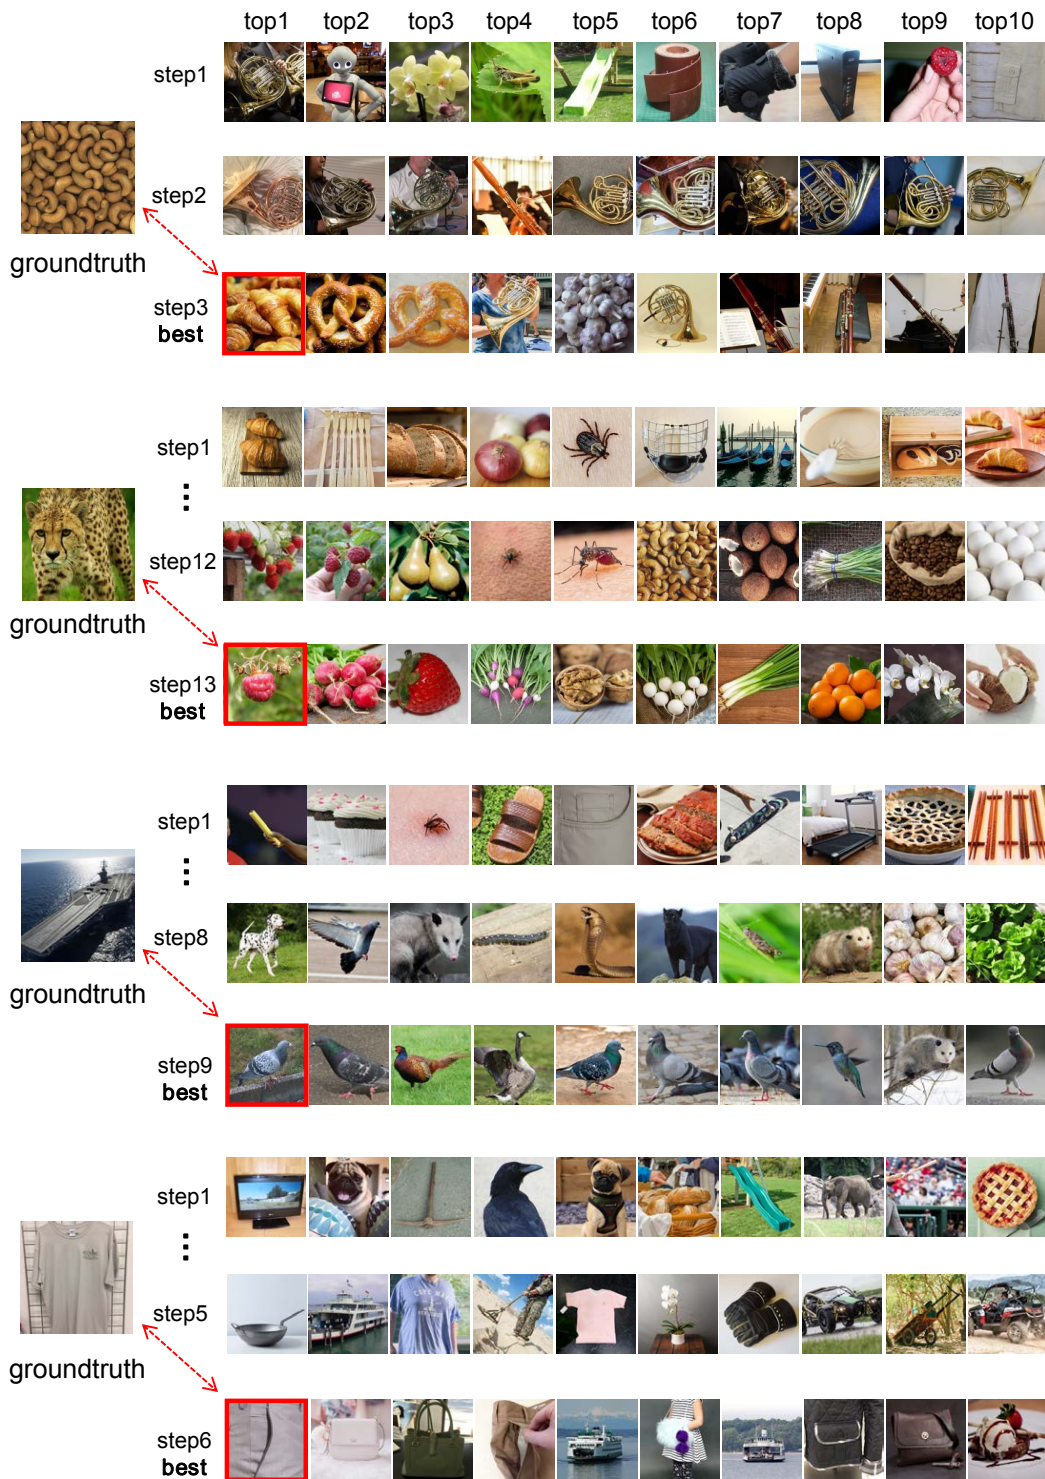 top1 top2 top3 top4 top5 top6 top7 top8 top9 top10
step1
step2
groundtruth
step3
best
step1
step12
groundtruth
step13
best
step1
step8
groundtruth
step9
best
step1
step5
groundtruth
step6
best